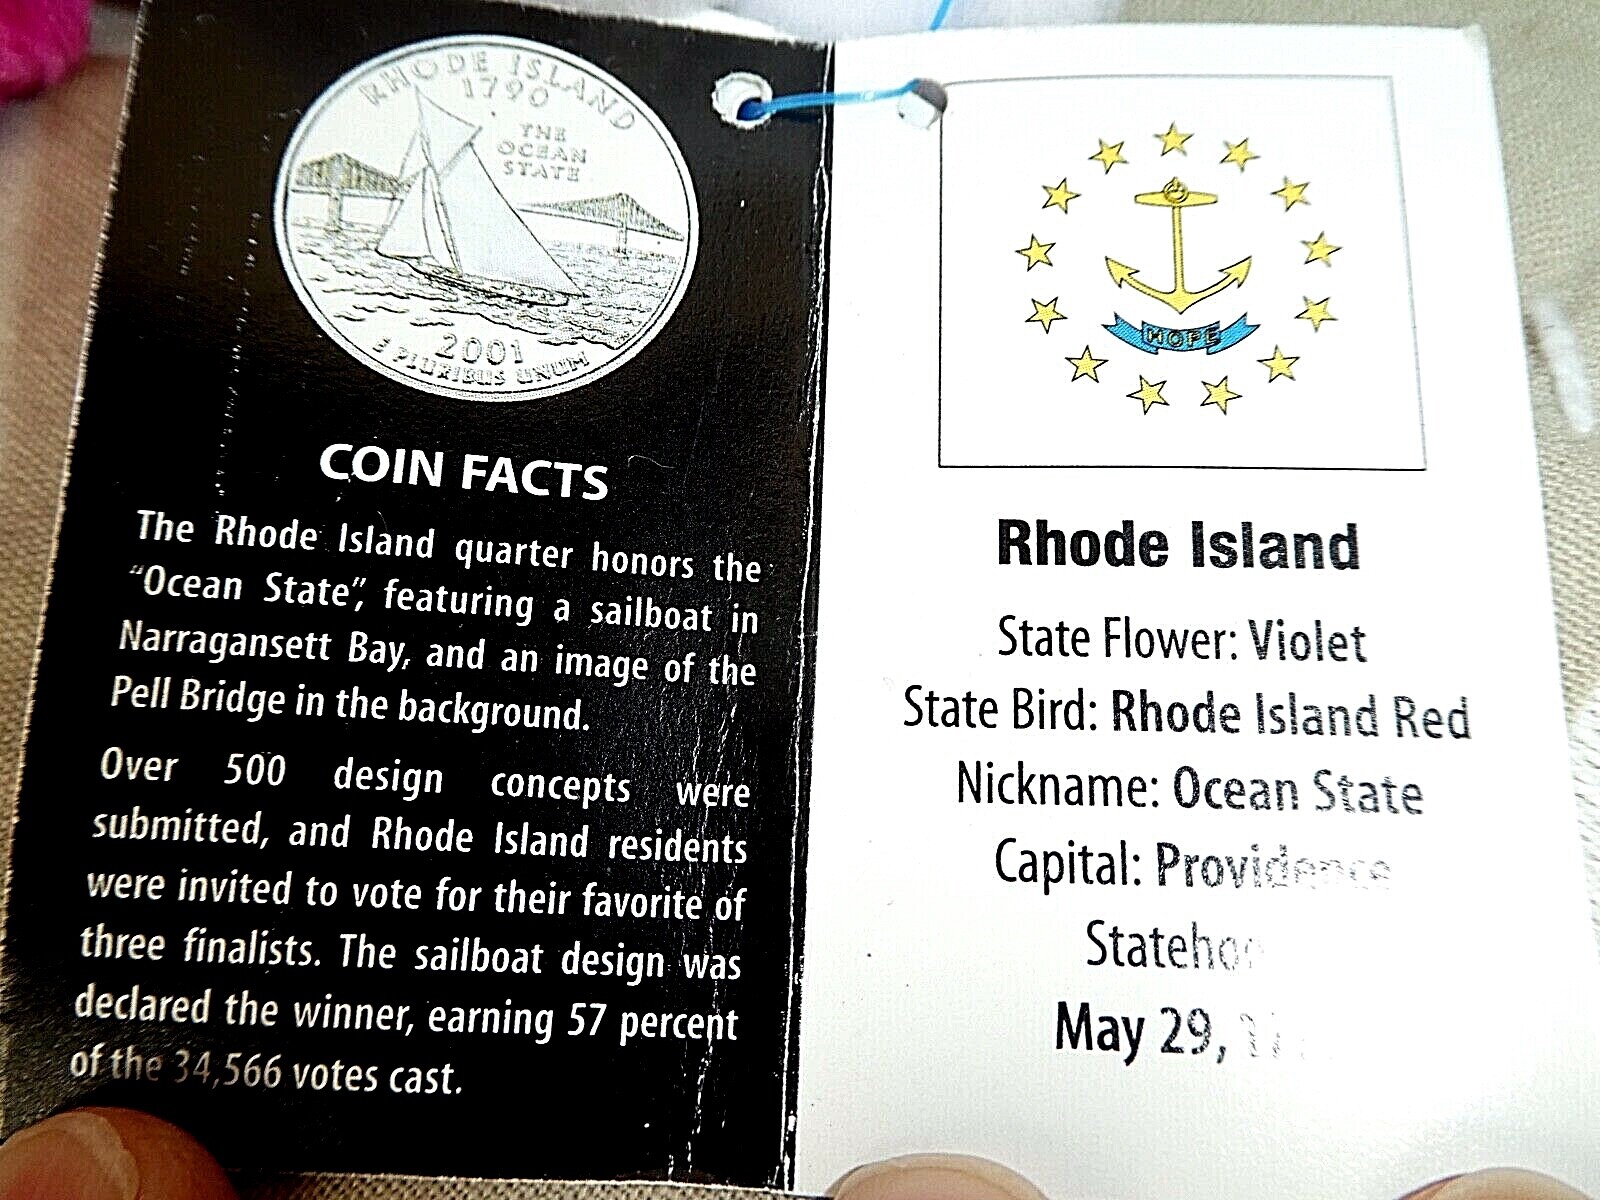 RHODE ISLAND
1790
THE
OCEAN
STATE
2001
E PLURIBUS UNUM
COIN FACTS
The Rhode Island quarter honors the
“Ocean State”, featuring a sailboat in
Narragansett Bay, and an image of the
Pell Bridge in the background.
Over 500 design concepts were
submitted, and Rhode Island residents
were invited to vote for their favorite of
three finalists. The sailboat design was
declared the winner, earning 57 percent
of the 34,566 votes cast.
HOPE
Rhode Island
State Flower: Violet
State Bird: Rhode Island Red
Nickname: Ocean State
Capital: Providence
May 29,